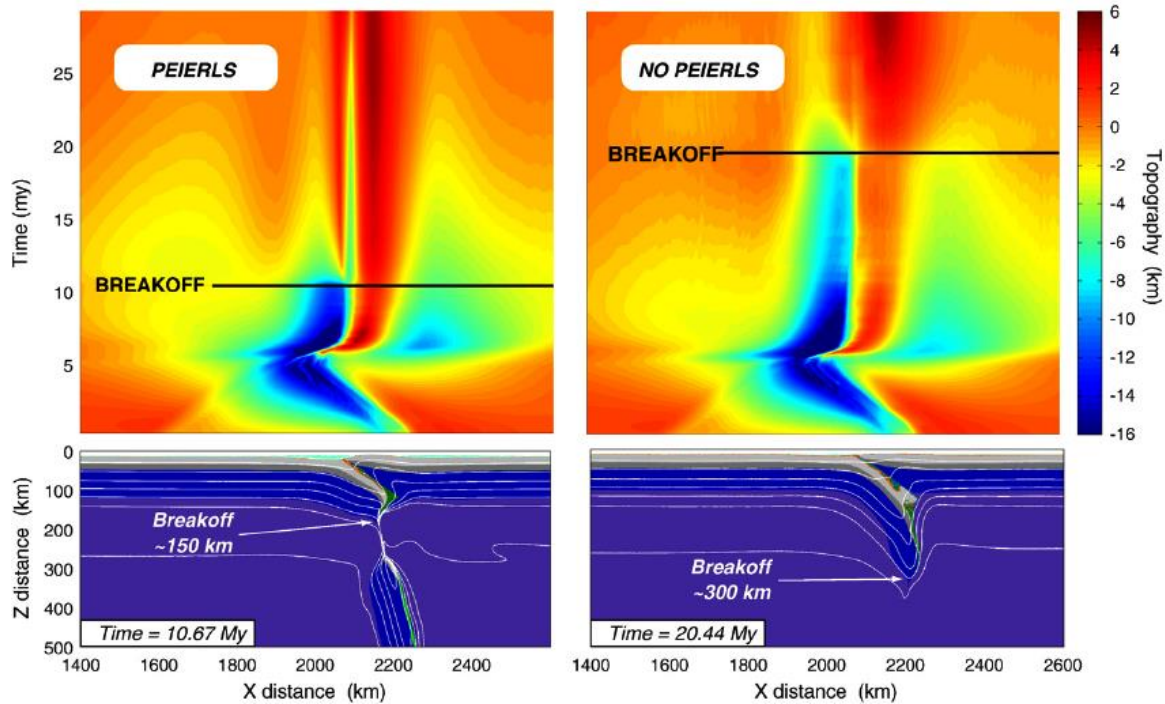 PEIERLS
NO PEIERLS
BREAKOFF
BREAKOFF
Time (my)
25
20
15
10
5
6
4
2
0
-2
-4
-6
-8
-10
-12
-14
-16
Topography (km)
Z distance (km)
0
100
200
300
400
500
Breakoff
~150 km
Time = 10.67 My
Breakoff
~300 km
Time = 20.44 My
1400 1600 1800 2000 2200 2400
X distance (km)
1400 1600 1800 2000 2200 2400 2600
X distance (km)